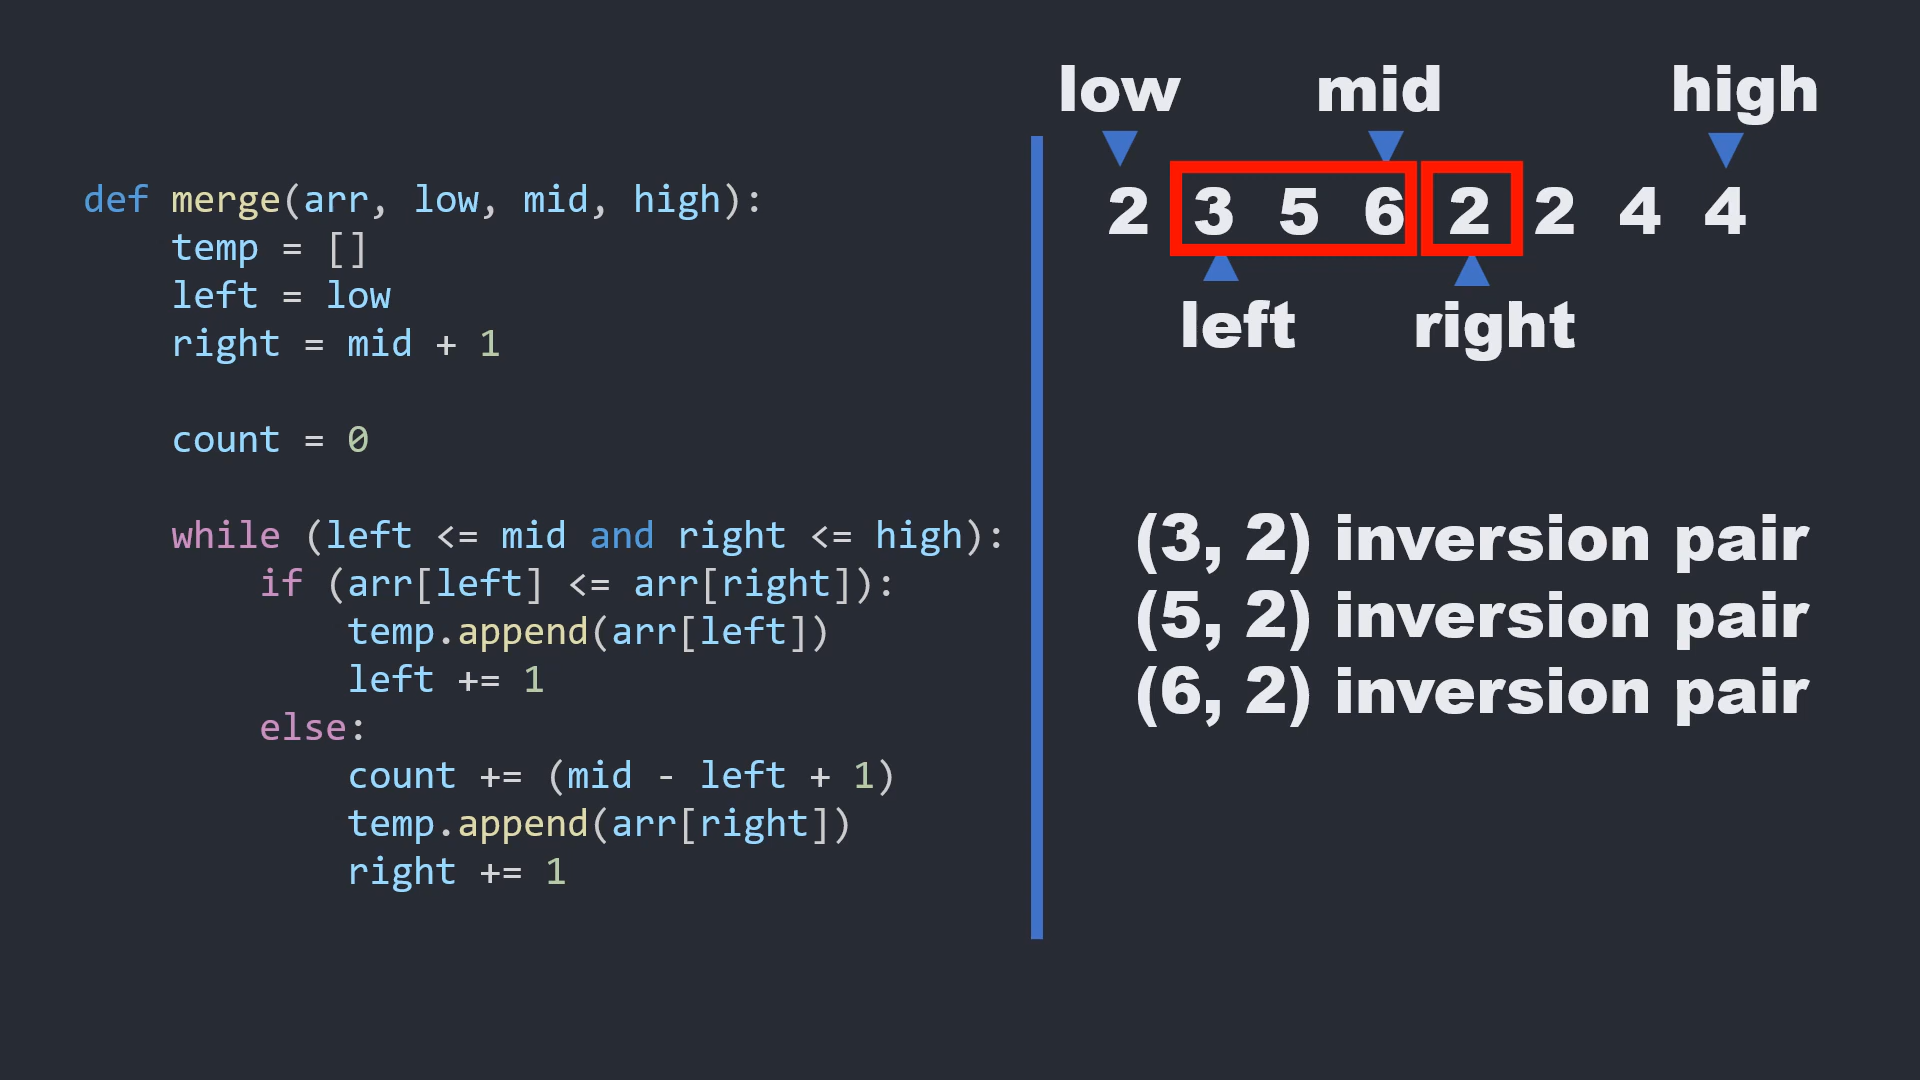 def merge(arr, low, mid, high):
    temp = []
    left = low
    right = mid + 1

    count = 0

    while (left <= mid and right <= high):
        if (arr[left] <= arr[right]):
            temp.append(arr[left])
            left += 1
        else:
            count += (mid - left + 1)
            temp.append(arr[right])
            right += 1
low mid high
2 3 5 6 2 2 4 4
left right
(3, 2) inversion pair
(5, 2) inversion pair
(6, 2) inversion pair